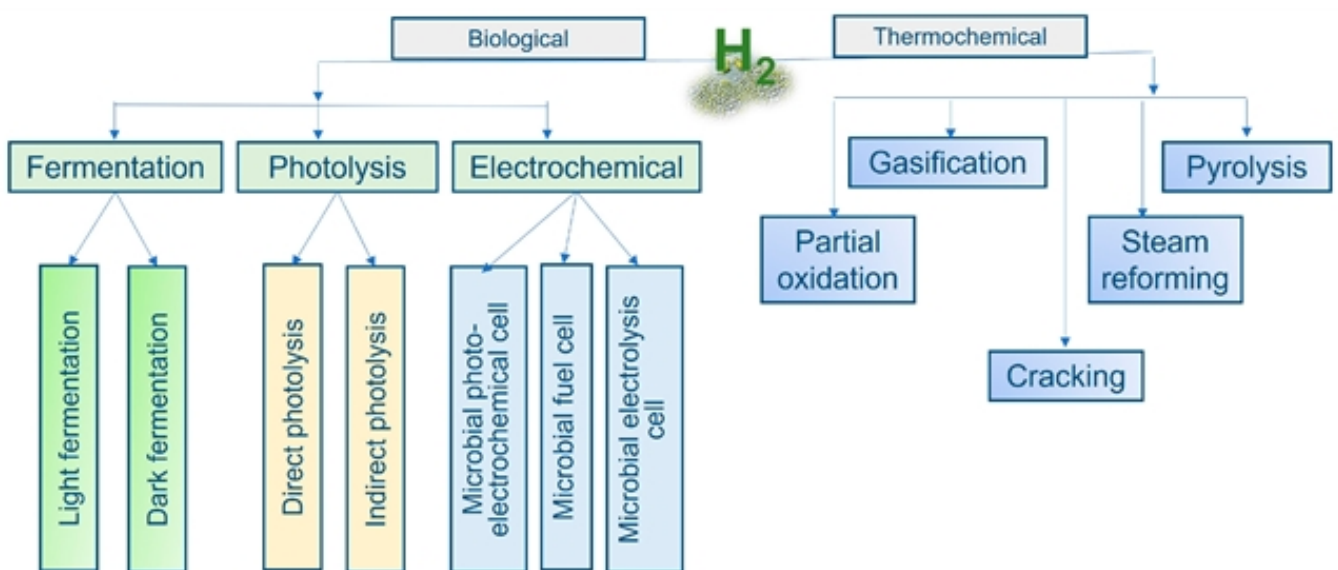 Biological
H2
Thermochemical
Fermentation
Photolysis
Electrochemical
Gasification
Pyrolysis
Partial
oxidation
Steam
reforming
Cracking
Light fermentation
Dark fermentation
Direct photolysis
Indirect photolysis
Microbial photo-
electrochemical cell
Microbial fuel cell
Microbial electrolysis
cell